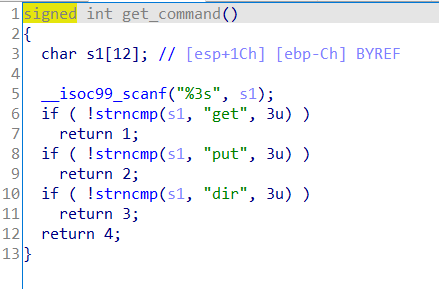 1 signed int get_command()
2 {
3   char s1[12]; // [esp+1Ch] [ebp-Ch] BYREF
4
5   __isoc99_scanf("%3s", s1);
6   if ( !strncmp(s1, "get", 3u) )
7     return 1;
8   if ( !strncmp(s1, "put", 3u) )
9     return 2;
10   if ( !strncmp(s1, "dir", 3u) )
11     return 3;
12   return 4;
13 }